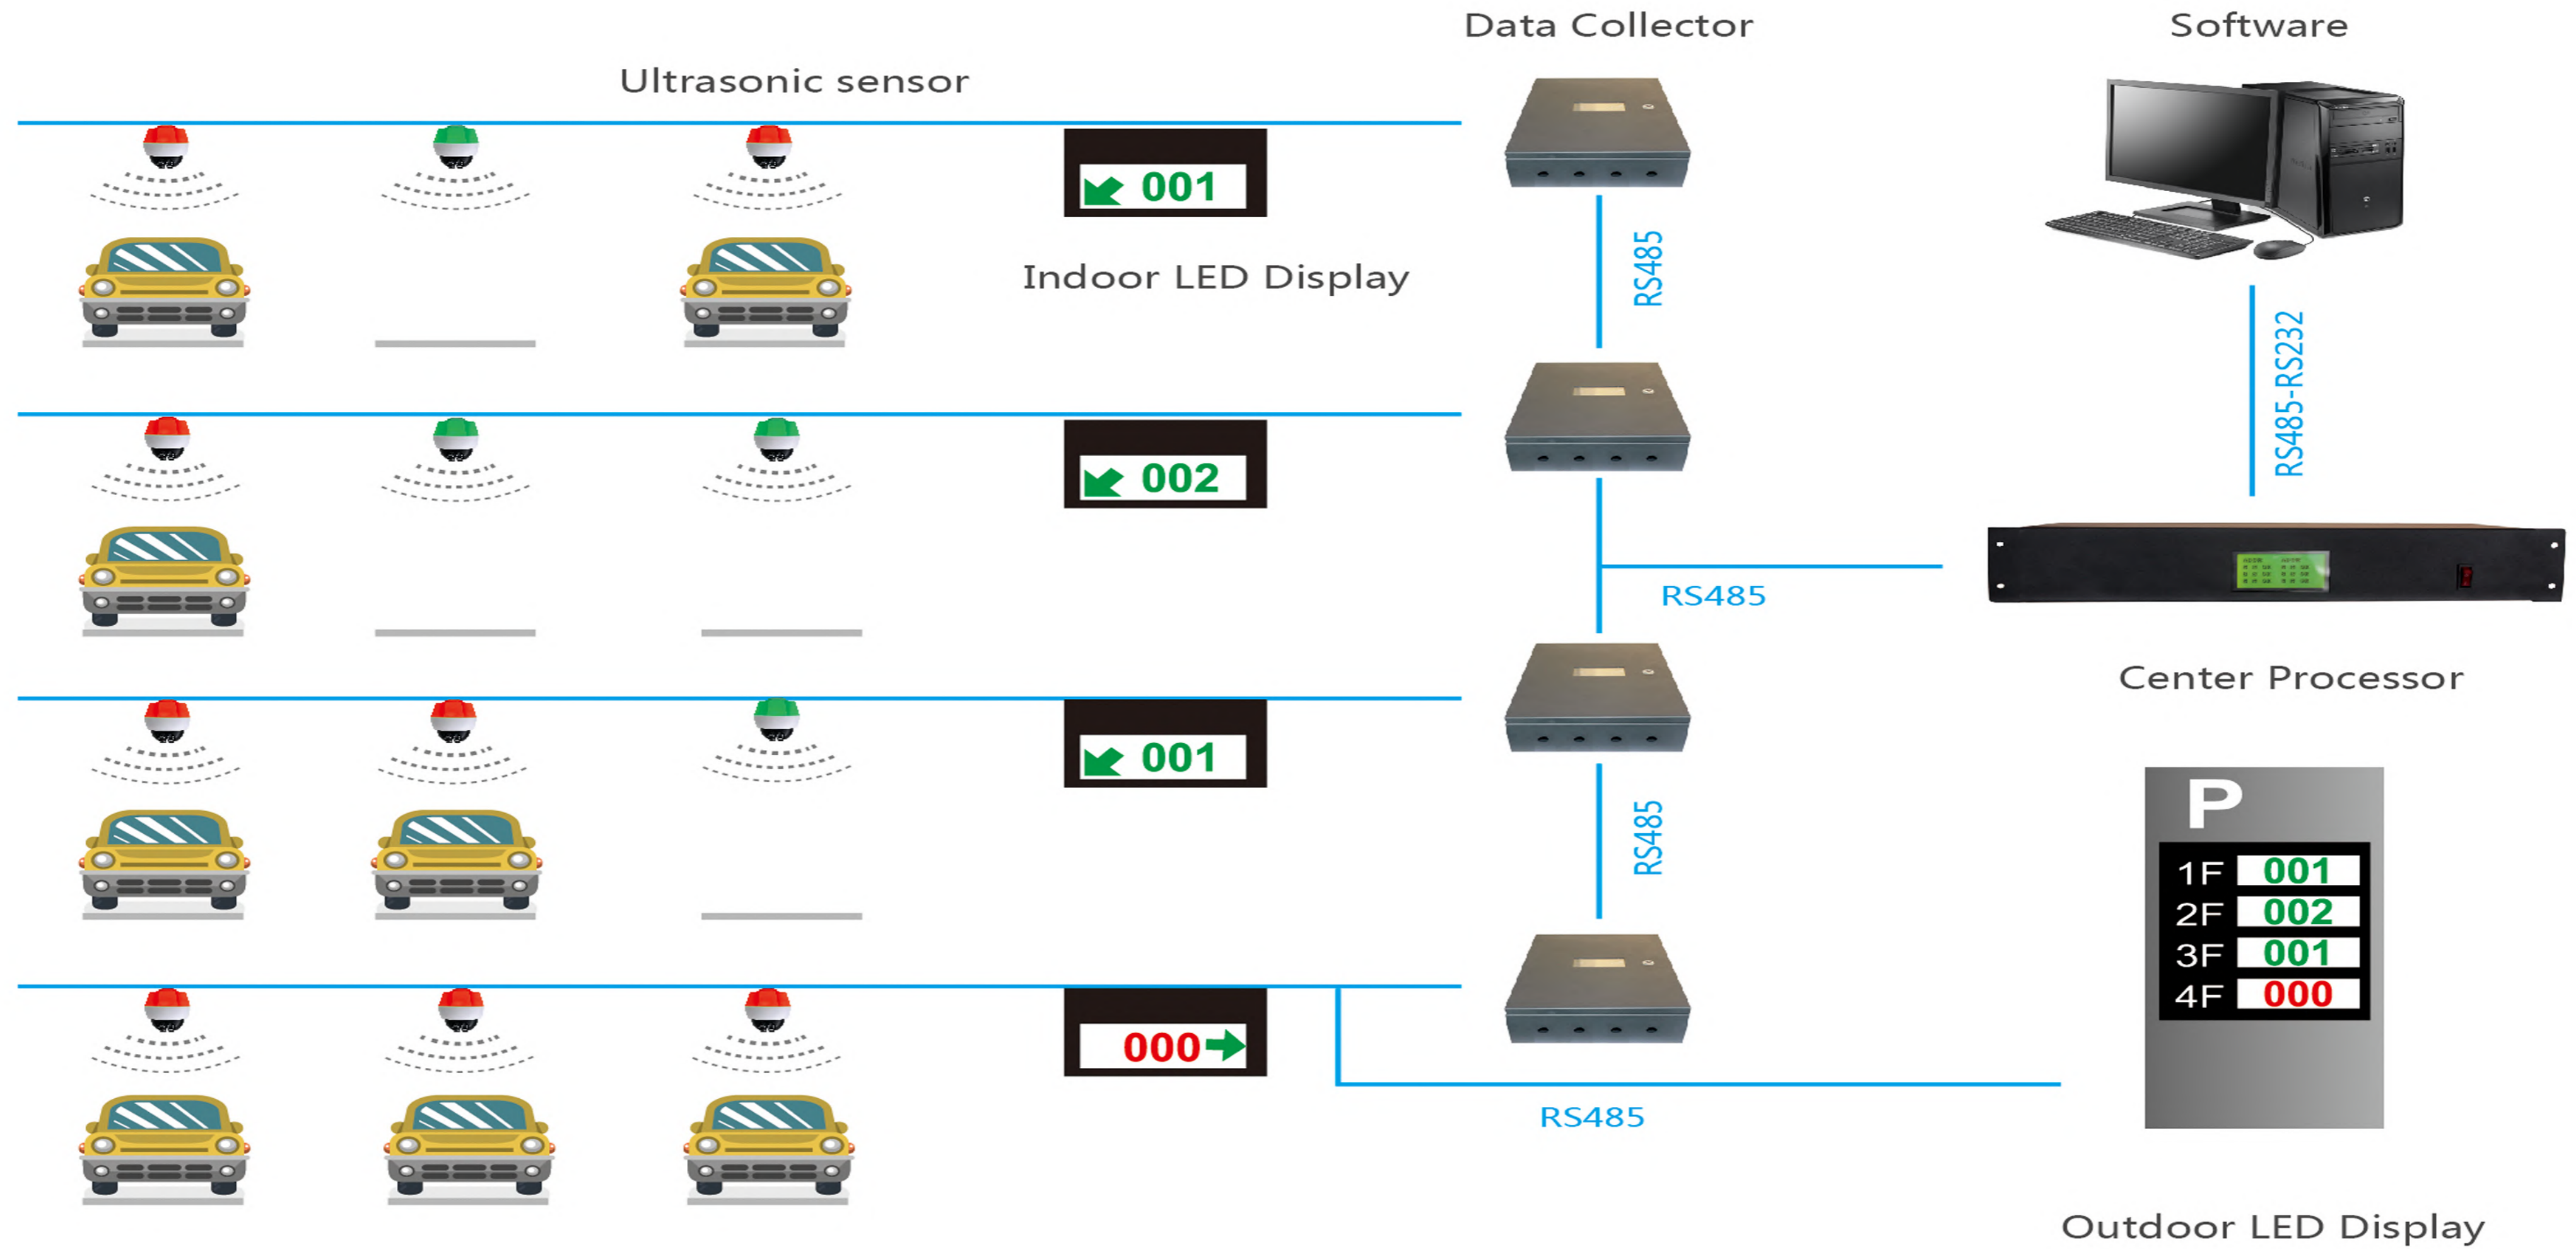 Data Collector
Software
Ultrasonic sensor
001
Indoor LED Display
RS485
RS485-RS232
002
RS485
Center Processor
001
RS485
P
1F 001
2F 002
3F 001
4F 000
000
RS485
Outdoor LED Display